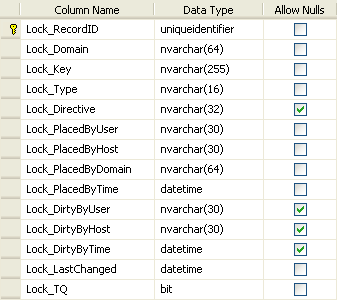 Column Name Data Type Allow Nulls
Lock_RecordID uniqueidentifier
Lock_Domain nvarchar(64)
Lock_Key nvarchar(255)
Lock_Type nvarchar(16)
Lock_Directive nvarchar(32)
Lock_PlacedByUser nvarchar(30)
Lock_PlacedByHost nvarchar(30)
Lock_PlacedByDomain nvarchar(64)
Lock_PlacedByTime datetime
Lock_DirtyByUser nvarchar(30)
Lock_DirtyByHost nvarchar(30)
Lock_DirtyByTime datetime
Lock_LastChanged datetime
Lock_TQ bit